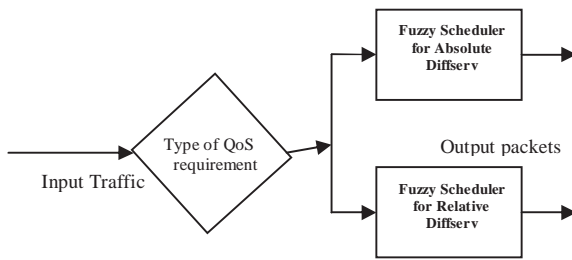 Fuzzy Scheduler
for Absolute
Diffserv
Type of QoS
requirement
Input Traffic
Output packets
Fuzzy Scheduler
for Relative
Diffserv